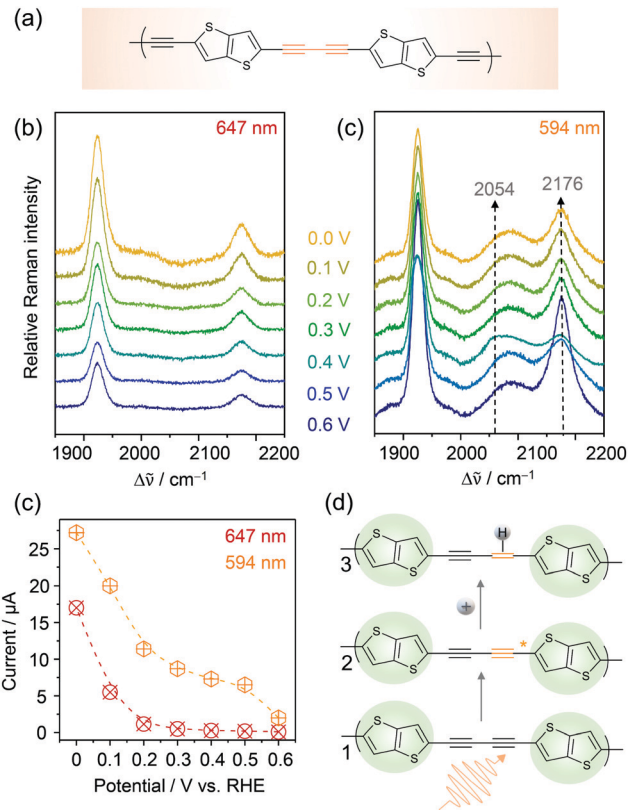 (a)
S
S
S
S
(b)
647 nm
(c)
594 nm
2054
2176
Relative Raman intensity
0.0 V
0.1 V
0.2 V
0.3 V
0.4 V
0.5 V
0.6 V
1900 2000 2100 2200
1900 2000 2100 2200
Δν̃ / cm⁻¹
Δν̃ / cm⁻¹
(c)
647 nm
594 nm
25
20
15
10
5
0
Current / µA
0 0.1 0.2 0.3 0.4 0.5 0.6
Potential / V vs. RHE
(d)
H
S
S
S
S
3
+
S
S
*
S
S
2
S
S
S
S
1